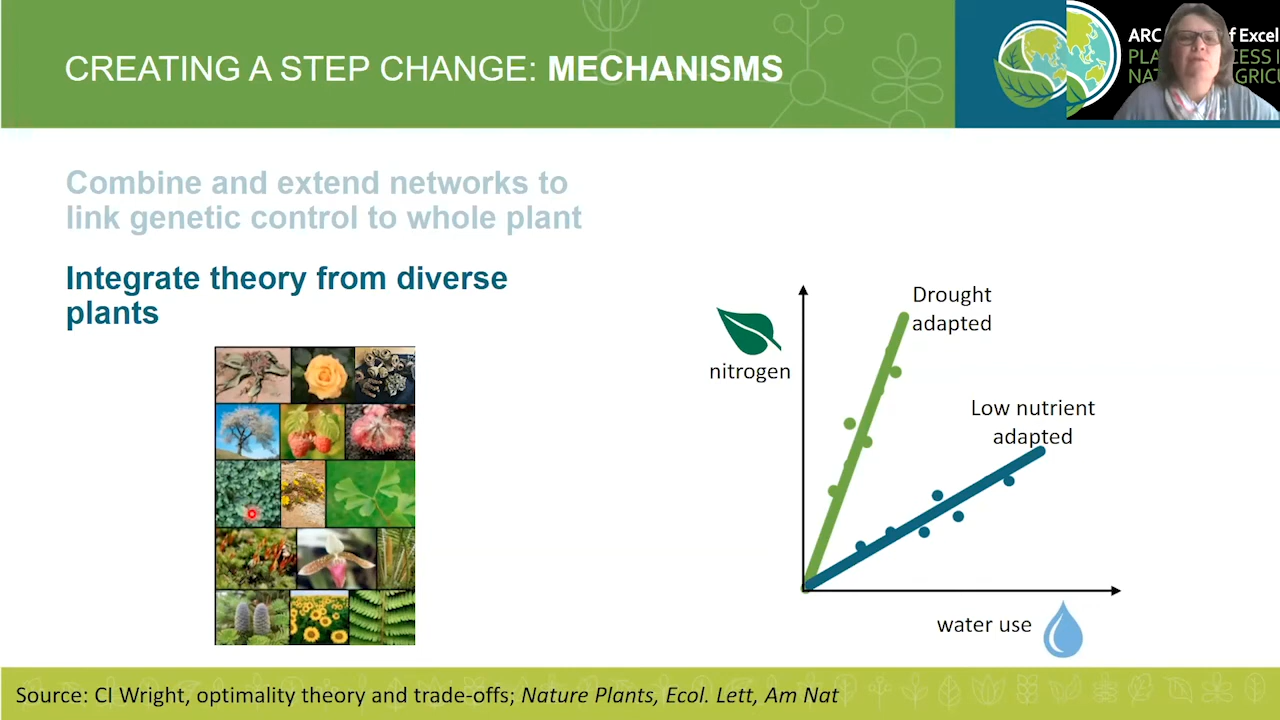 CREATING A STEP CHANGE: MECHANISMS
ARC of Excel
Combine and extend networks to
link genetic control to whole plant
Integrate theory from diverse
plants
nitrogen
Drought
adapted
Low nutrient
adapted
water use
Source: CI Wright, optimality theory and trade-offs; Nature Plants, Ecol. Lett, Am Nat